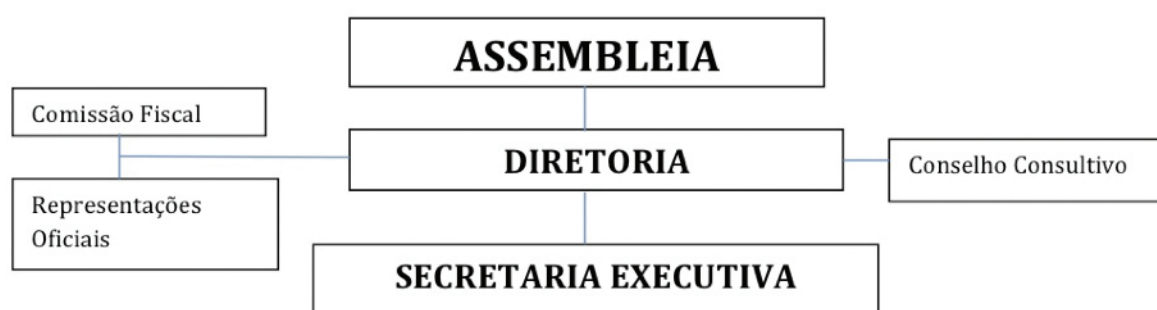 ASSEMBLEIA
Comissão Fiscal
DIRETORIA
Conselho Consultivo
Representações
Oficiais
SECRETARIA EXECUTIVA